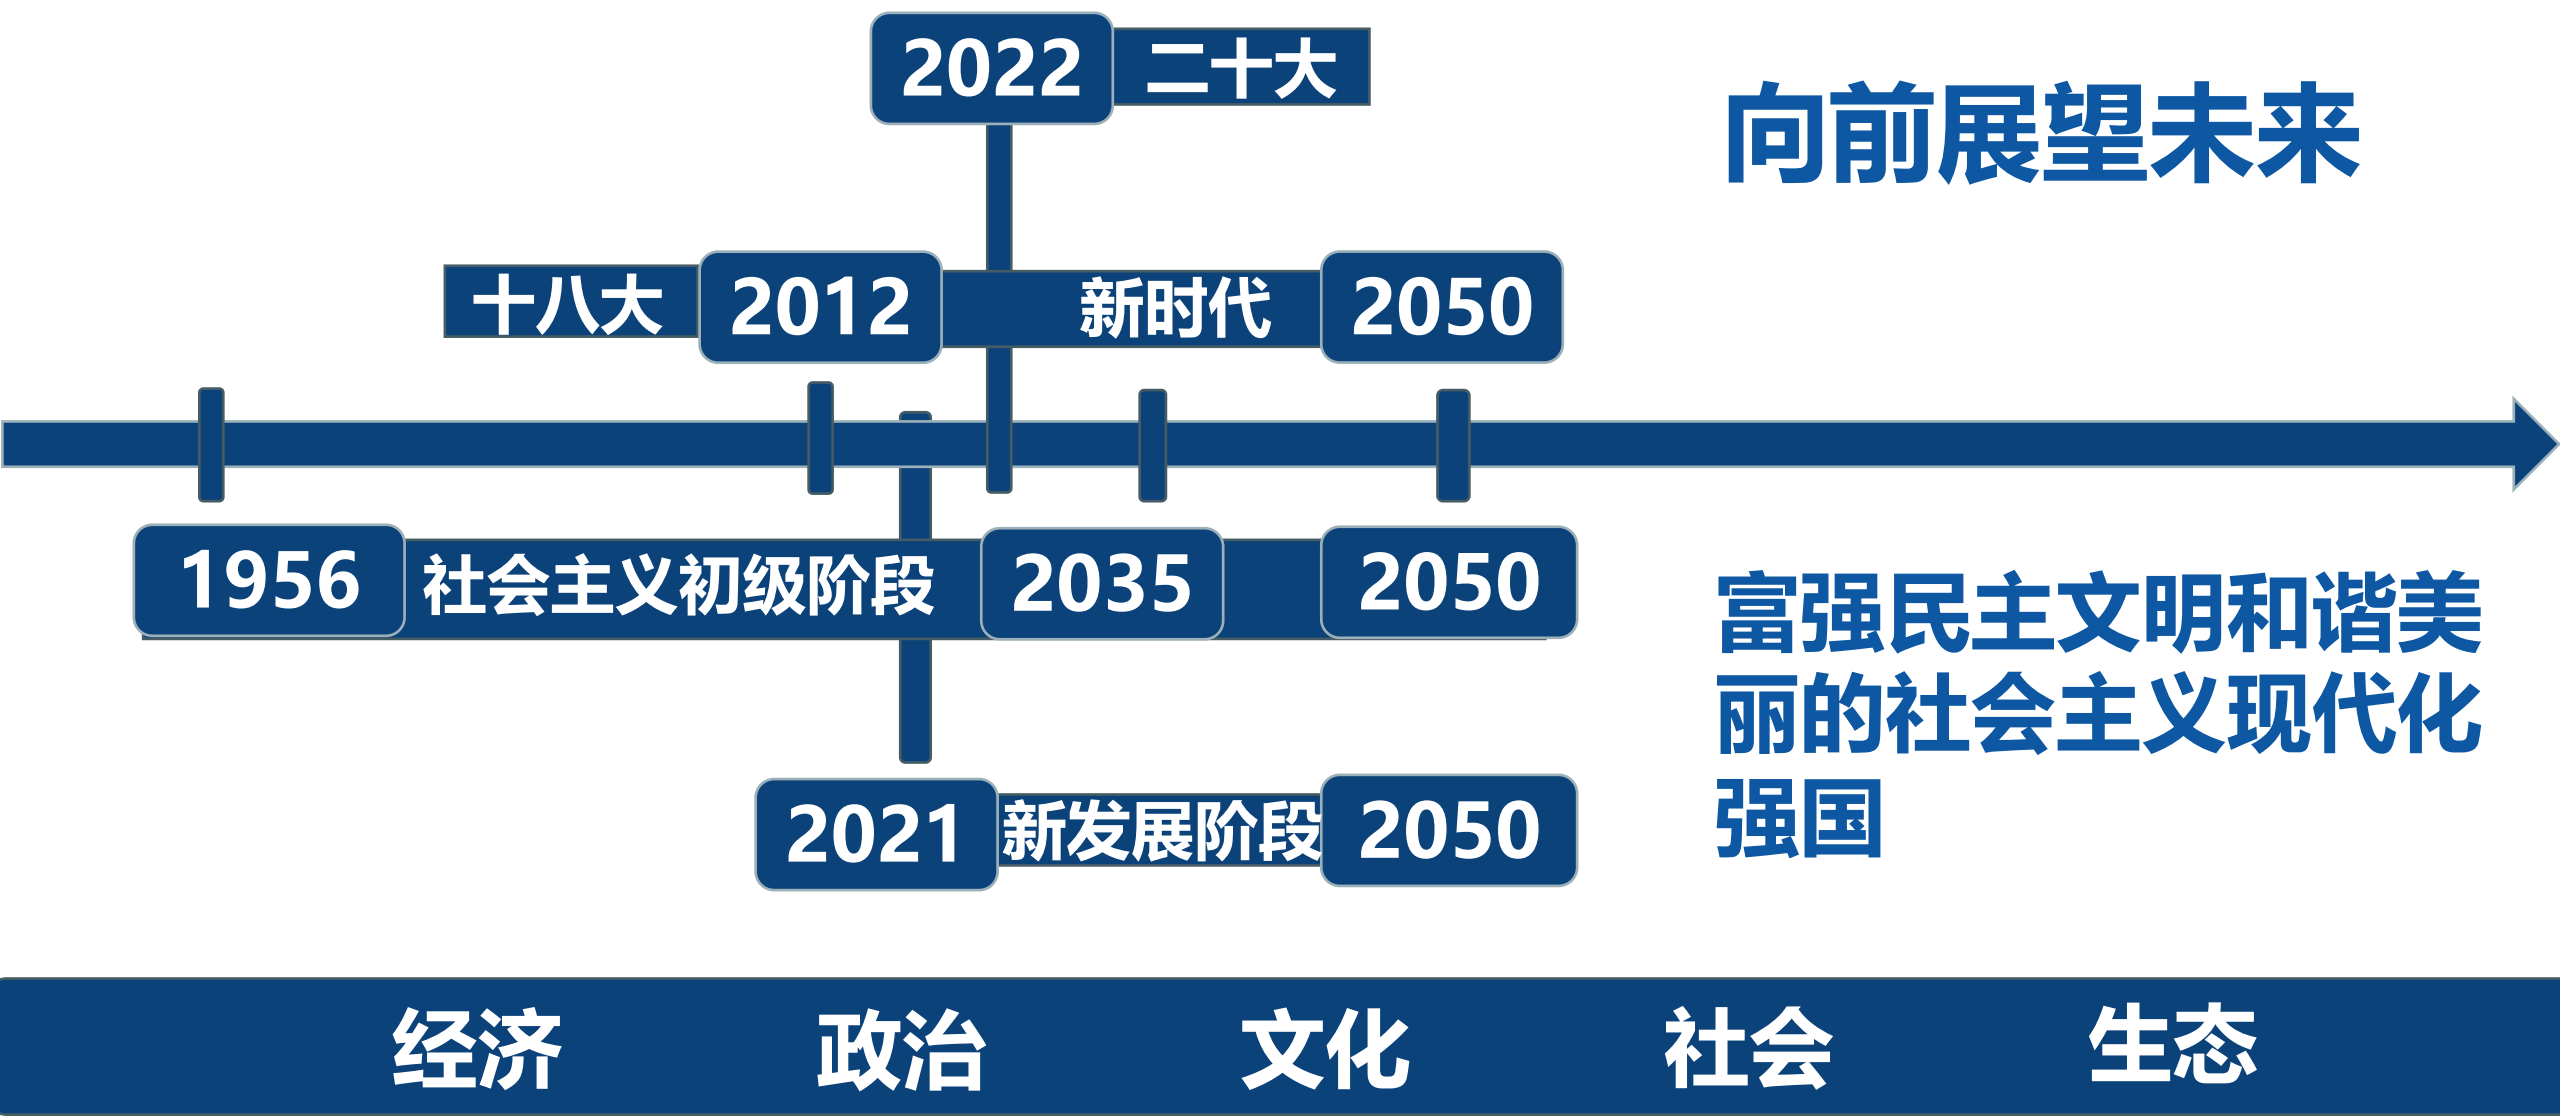 2022 二十大
向前展望未来
十八大 2012 新时代 2050
1956 社会主义初级阶段 2035 2050
富强民主文明和谐美
丽的社会主义现代化
强国
2021 新发展阶段 2050
经济 政治 文化 社会 生态